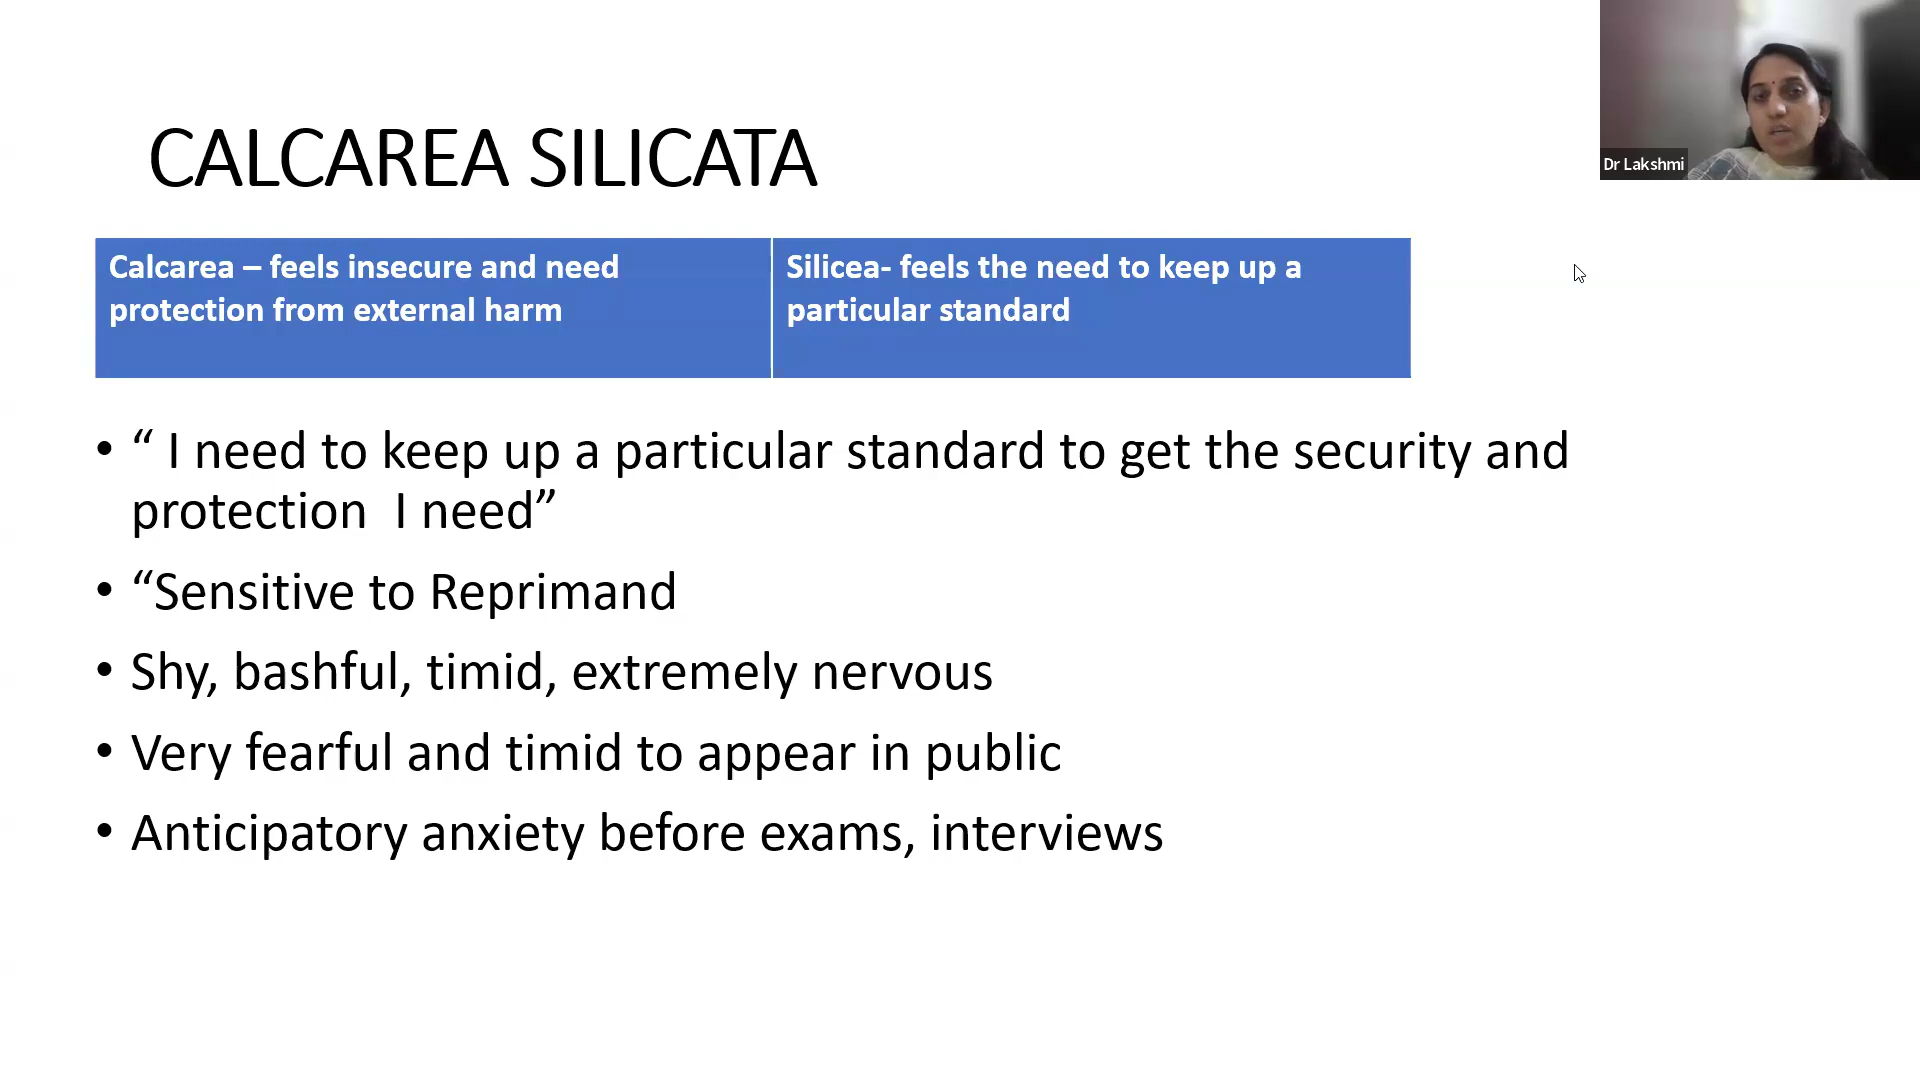 CALCAREA SILICATA
Dr Lakshmi
Calcarea – feels insecure and need
protection from external harm
Silicea- feels the need to keep up a
particular standard
• “ I need to keep up a particular standard to get the security and
protection  I need”
• “Sensitive to Reprimand
• Shy, bashful, timid, extremely nervous
• Very fearful and timid to appear in public
• Anticipatory anxiety before exams, interviews